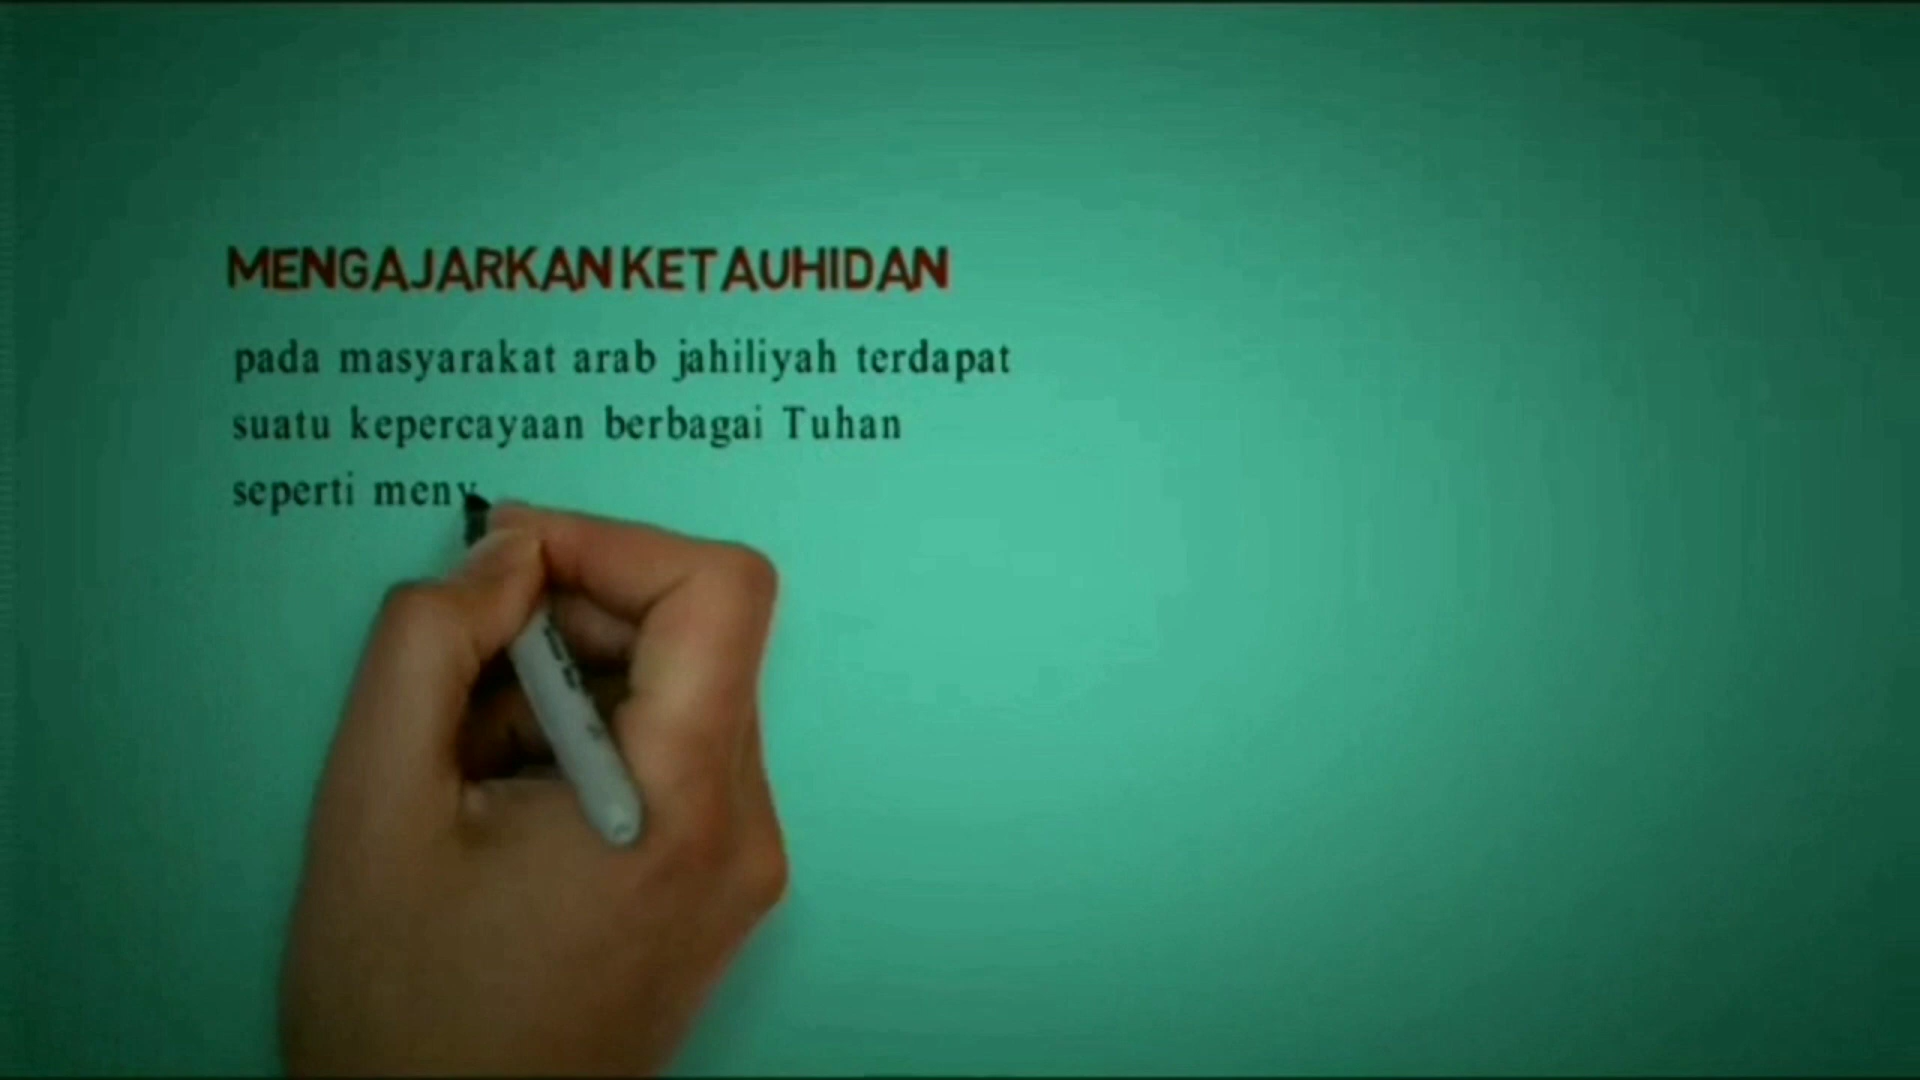 MENGAJARKAN KETAUHIDAN
pada masyarakat arab jahiliyah terdapat
suatu kepercayaan berbagai Tuhan
seperti meny